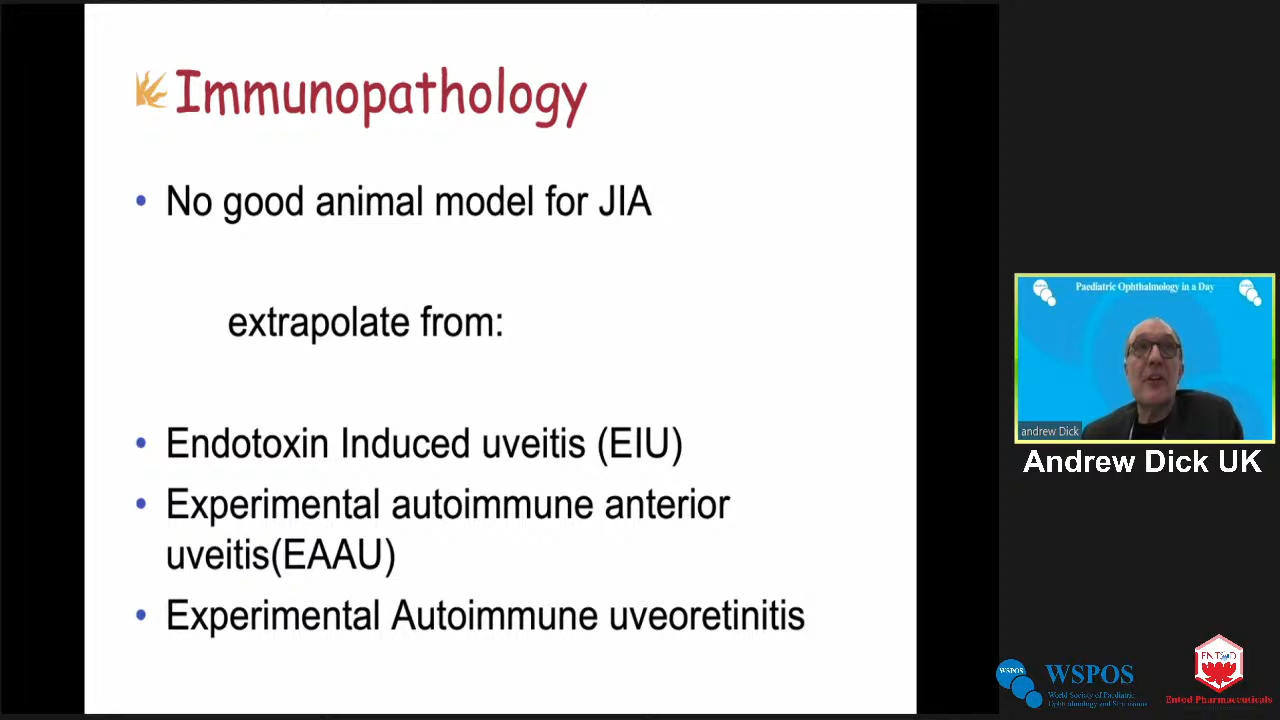 Immunopathology
• No good animal model for JIA
extrapolate from:
• Endotoxin Induced uveitis (EIU)
• Experimental autoimmune anterior
uveitis(EAAU)
• Experimental Autoimmune uveoretinitis
Paediatric Ophthalmology in a Day
andrew Dick
Andrew Dick UK
WSPOS
WSPOS
World Society of Paediatric
Ophthalmology and Strabismus
ENTOD
Entod Pharmaceuticals